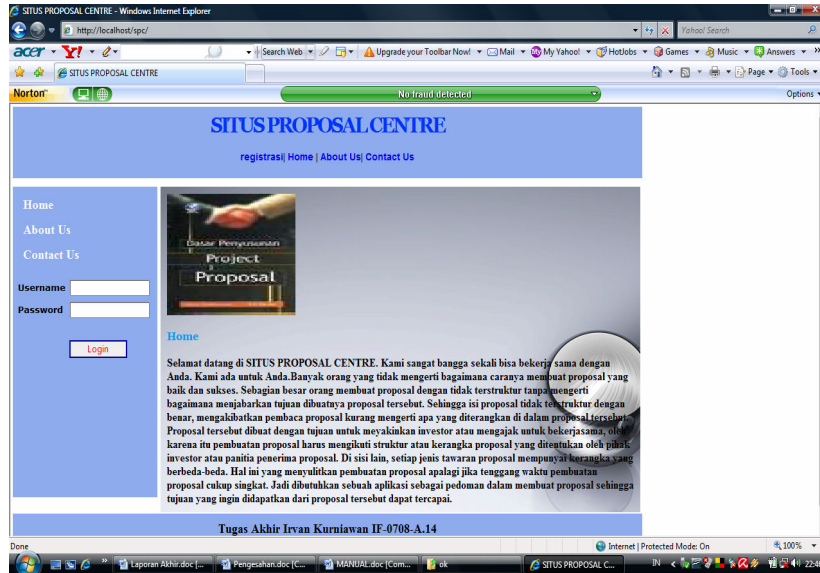 SITUS PROPOSAL CENTRE - Windows Internet Explorer
http://localhost/spc/
Yahoo! Search
acer Y! Search Web Upgrade your Toolbar Now! Mail My Yahoo! HotJobs Games Music Answers
SITUS PROPOSAL CENTRE
Page Tools
Norton No fraud detected Options
SITUS PROPOSAL CENTRE
registrasi| Home | About Us| Contact Us
Home
About Us
Contact Us
Username
Password
Login
Dasar Penyusunan
Project
Proposal
Home
Selamat datang di SITUS PROPOSAL CENTRE. Kami sangat bangga sekali bisa bekerja sama dengan
Anda. Kami ada untuk Anda.Banyak orang yang tidak mengerti bagaimana caranya membuat proposal yang
baik dan sukses. Sebagian besar orang membuat proposal dengan tidak terstruktur tanpa mengerti
bagaimana menjabarkan tujuan dibuatnya proposal tersebut. Sehingga isi proposal tidak terstruktur dengan
benar, mengakibatkan pembaca proposal kurang mengerti apa yang diterangkan di dalam proposal tersebut.
Proposal tersebut dibuat dengan tujuan untuk meyakinkan investor atau mengajak untuk bekerjasama, oleh
karena itu pembuatan proposal harus mengikuti struktur atau kerangka proposal yang ditentukan oleh pihak
investor atau panitia penerima proposal. Di sisi lain, setiap jenis tawaran proposal mempunyai kerangka yang
berbeda-beda. Hal ini yang menyulitkan pembuatan proposal apalagi jika tenggang waktu pembuatan
proposal cukup singkat. Jadi dibutuhkan sebuah aplikasi sebagai pedoman dalam membuat proposal sehingga
tujuan yang ingin didapatkan dari proposal tersebut dapat tercapai.
Tugas Akhir Irvan Kurniawan IF-0708-A.14
Done Internet | Protected Mode: On 100%
Laporan Akhir.doc [... Pengesahan.doc [C... MANUAL.doc [Com... ok SITUS PROPOSAL C... IN 22:46